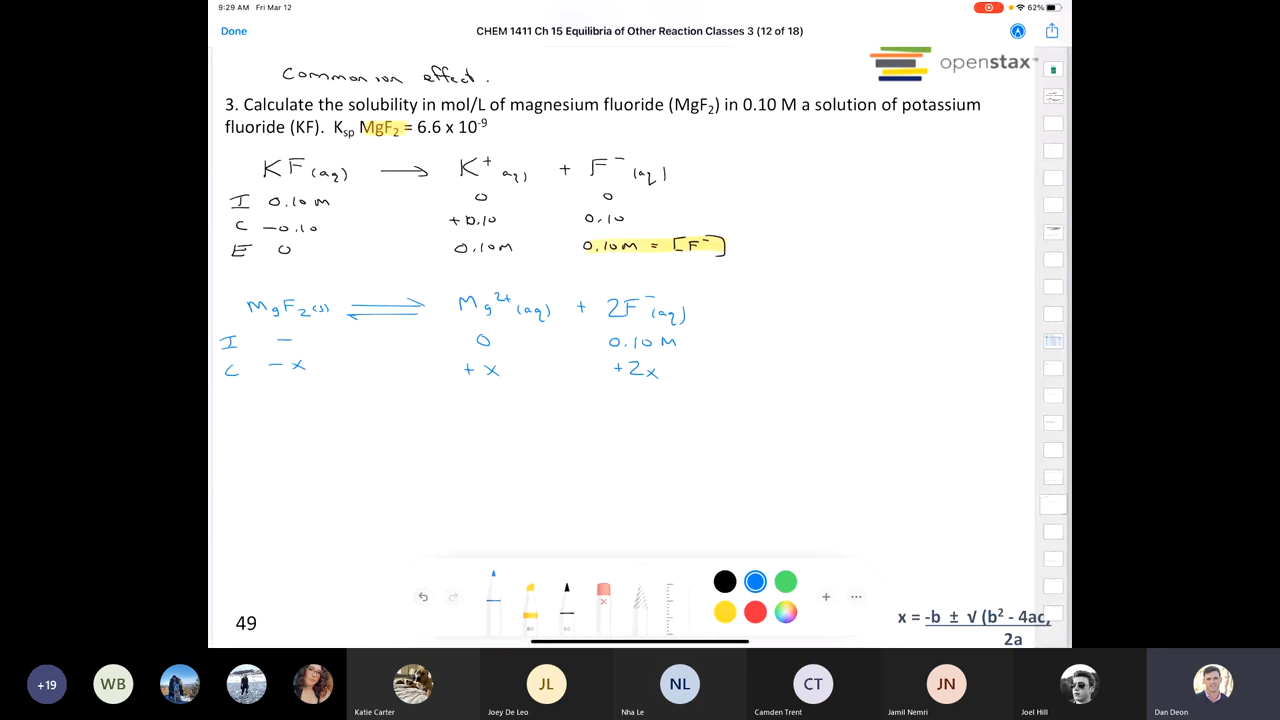 9:29 AM Fri Mar 12
62%
Done
CHEM 1411 Ch 15 Equilibria of Other Reaction Classes 3 (12 of 18)
openstax
Common ion effect.
3. Calculate the solubility in mol/L of magnesium fluoride (MgF₂) in 0.10 M a solution of potassium
fluoride (KF). Ksp MgF₂ = 6.6 x 10⁻⁹
KF(aq) → K⁺ aq) + F⁻ (aq)
I 0.10 M 0 0
C -0.10 +0.10 0.10
E 0 0.10M 0.10M = [F⁻]
MgF₂(s) ⇌ Mg²⁺(aq) + 2F⁻(aq)
I - 0 0.10 M
C -x +x +2x
49
x = -b ± √ (b² - 4ac)
2a
+19
WB
Katie Carter
JL
Joey De Leo
NL
Nha Le
CT
Camden Trent
JN
Jamil Nemri
Joel Hill
Dan Deon